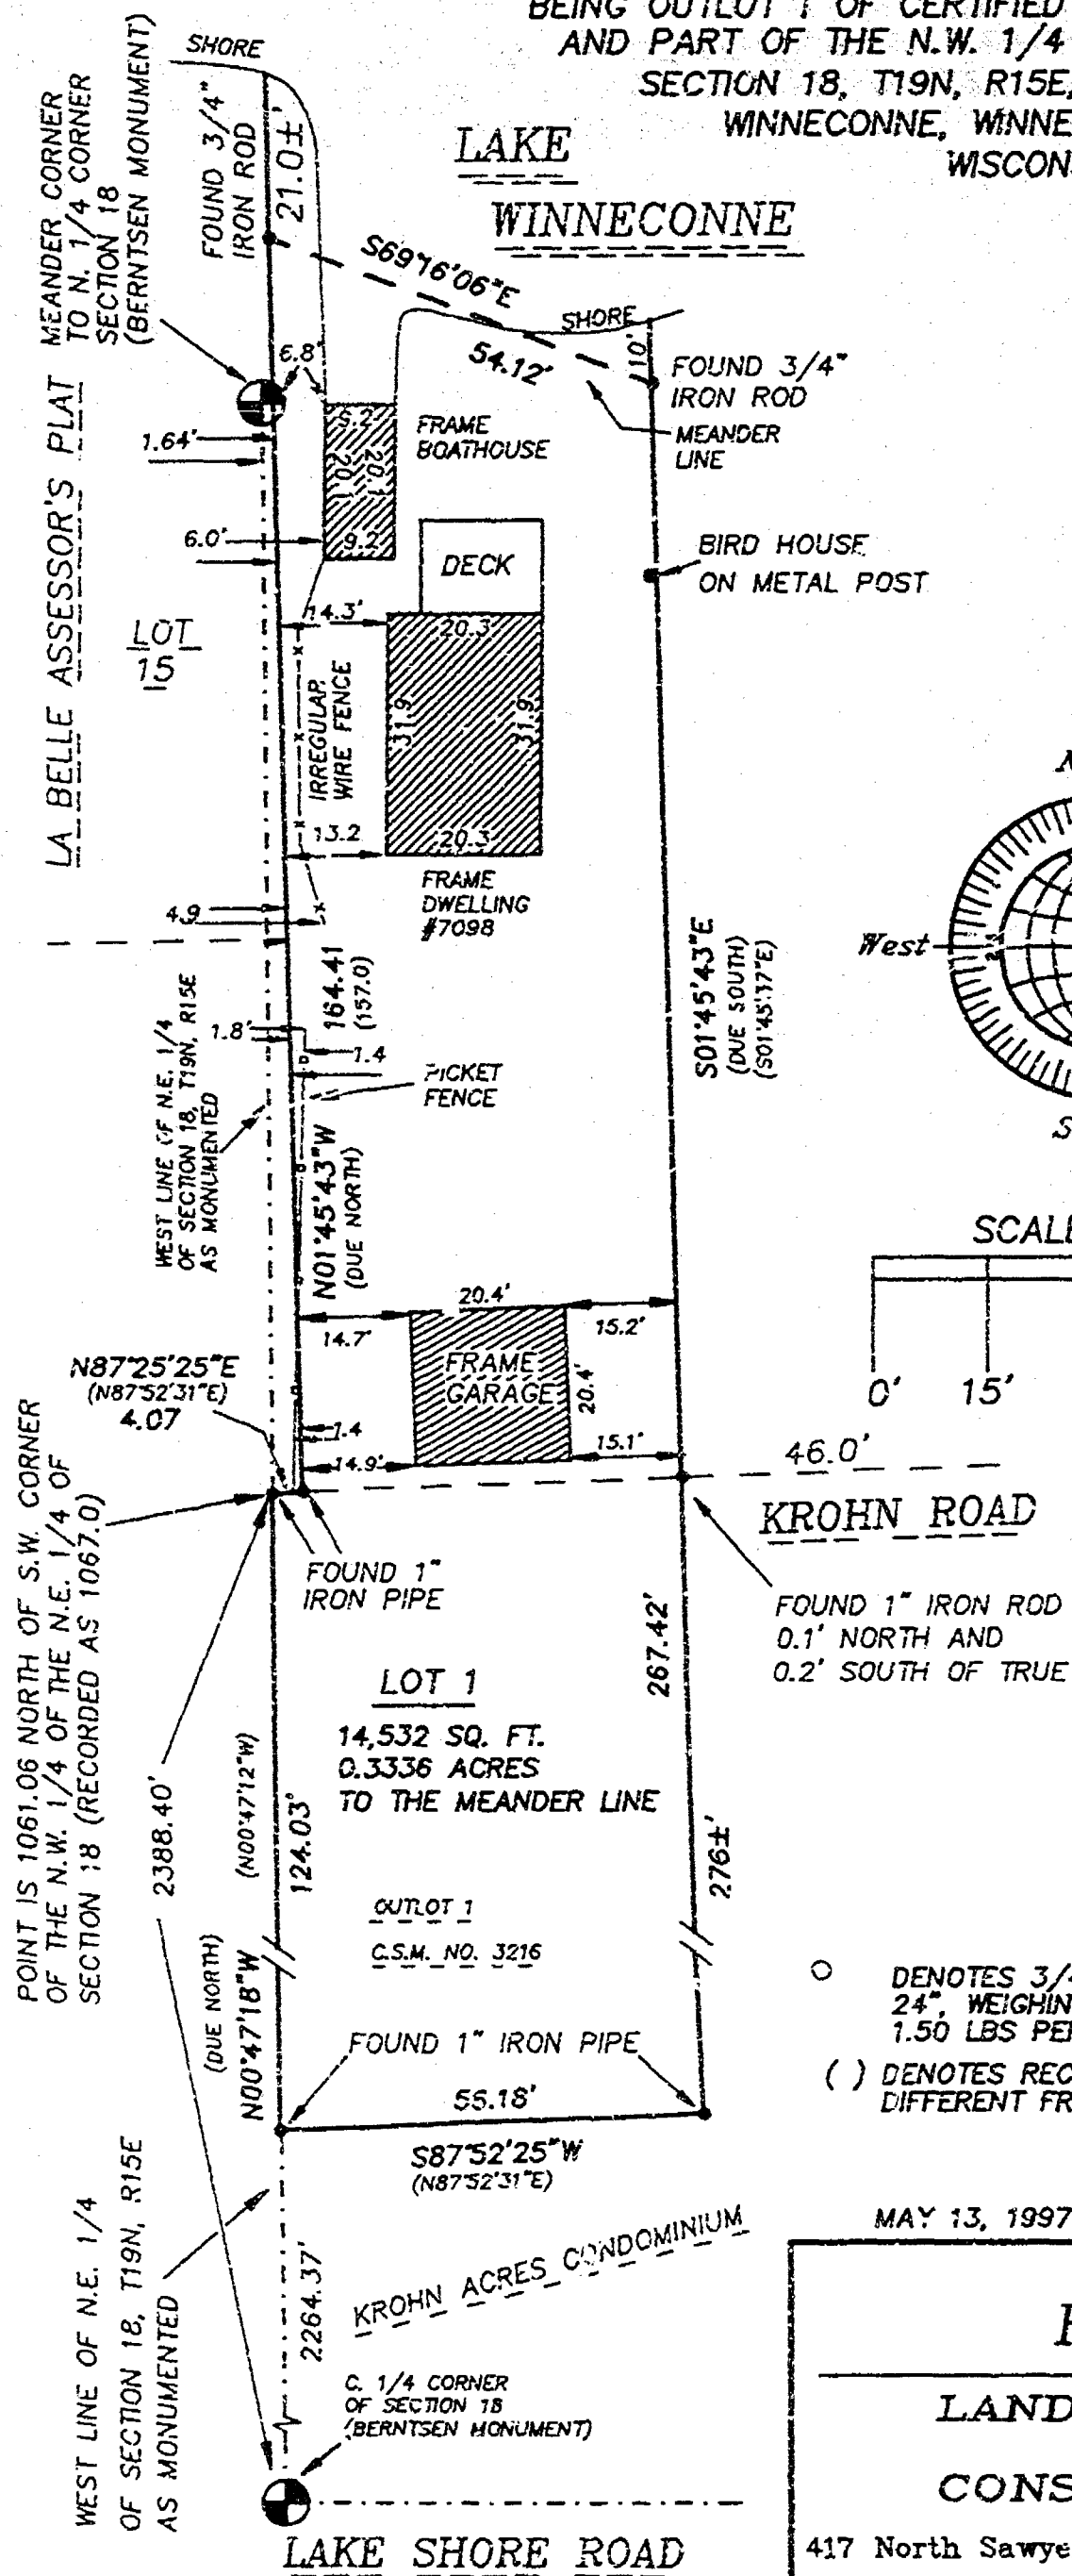 BEING OUTLOT 1 OF CERTIFIED
AND PART OF THE N.W. 1/4
SECTION 18, T19N, R15E,
WINNECONNE, WINNE
WISCONS
SHORE
MEANDER CORNER
TO N. 1/4 CORNER
SECTION 18
(BERNTSEN MONUMENT)
FOUND 3/4"
IRON ROD
21.0±'
LAKE
WINNECONNE
S69°16'06"E
54.12'
SHORE
10'
FOUND 3/4"
IRON ROD
MEANDER
LINE
6.8'
1.64'
9.2'
20.1
20.1
9.2'
FRAME
BOATHOUSE
6.0'
DECK
BIRD HOUSE
ON METAL POST
LA BELLE ASSESSOR'S PLAT
LOT
15
14.3'
20.3
31.9
31.9
IRREGULAR
WIRE FENCE
13.2
20.3
FRAME
DWELLING
#7098
4.9
164.41
(157.0)
S01°45'43"E
(DUE SOUTH)
(S01°45'37"E)
West
WEST LINE OF N.E. 1/4
OF SECTION 18, T19N, R15E
AS MONUMENTED
1.8'
1.4
PICKET
FENCE
N01°45'43"W
(DUE NORTH)
SCALE
0' 15'
20.4'
14.7'
15.2'
FRAME
GARAGE
20.4'
N87°25'25"E
(N87°52'31"E)
4.07
1.4
14.9'
15.1'
46.0'
KROHN ROAD
POINT IS 1061.06 NORTH OF S.W. CORNER
OF THE N.W. 1/4 OF THE N.E. 1/4 OF
SECTION 18 (RECORDED AS 1067.0)
FOUND 1"
IRON PIPE
FOUND 1" IRON ROD
0.1' NORTH AND
0.2' SOUTH OF TRUE
267.42'
LOT 1
14,532 SQ. FT.
0.3336 ACRES
TO THE MEANDER LINE
2388.40'
(N00°47'12"W)
124.03'
276±'
OUTLOT 1
C.S.M. NO. 3216
(DUE NORTH)
N00°47'18"W
DENOTES 3/4
24", WEIGHIN
1.50 LBS PER
( ) DENOTES REC
DIFFERENT FR
FOUND 1" IRON PIPE
55.18'
S87°52'25"W
(N87°52'31"E)
WEST LINE OF N.E. 1/4
OF SECTION 18, T19N, R15E
AS MONUMENTED
2264.37'
KROHN ACRES CONDOMINIUM
MAY 13, 1997
C. 1/4 CORNER
OF SECTION 18
(BERNTSEN MONUMENT)
LAND
CONS
417 North Sawye
LAKE SHORE ROAD